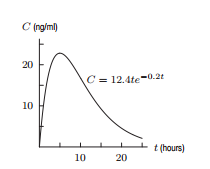 C (ng/ml)
20
C = 12.4te^{-0.2t}
10
10 20 t (hours)